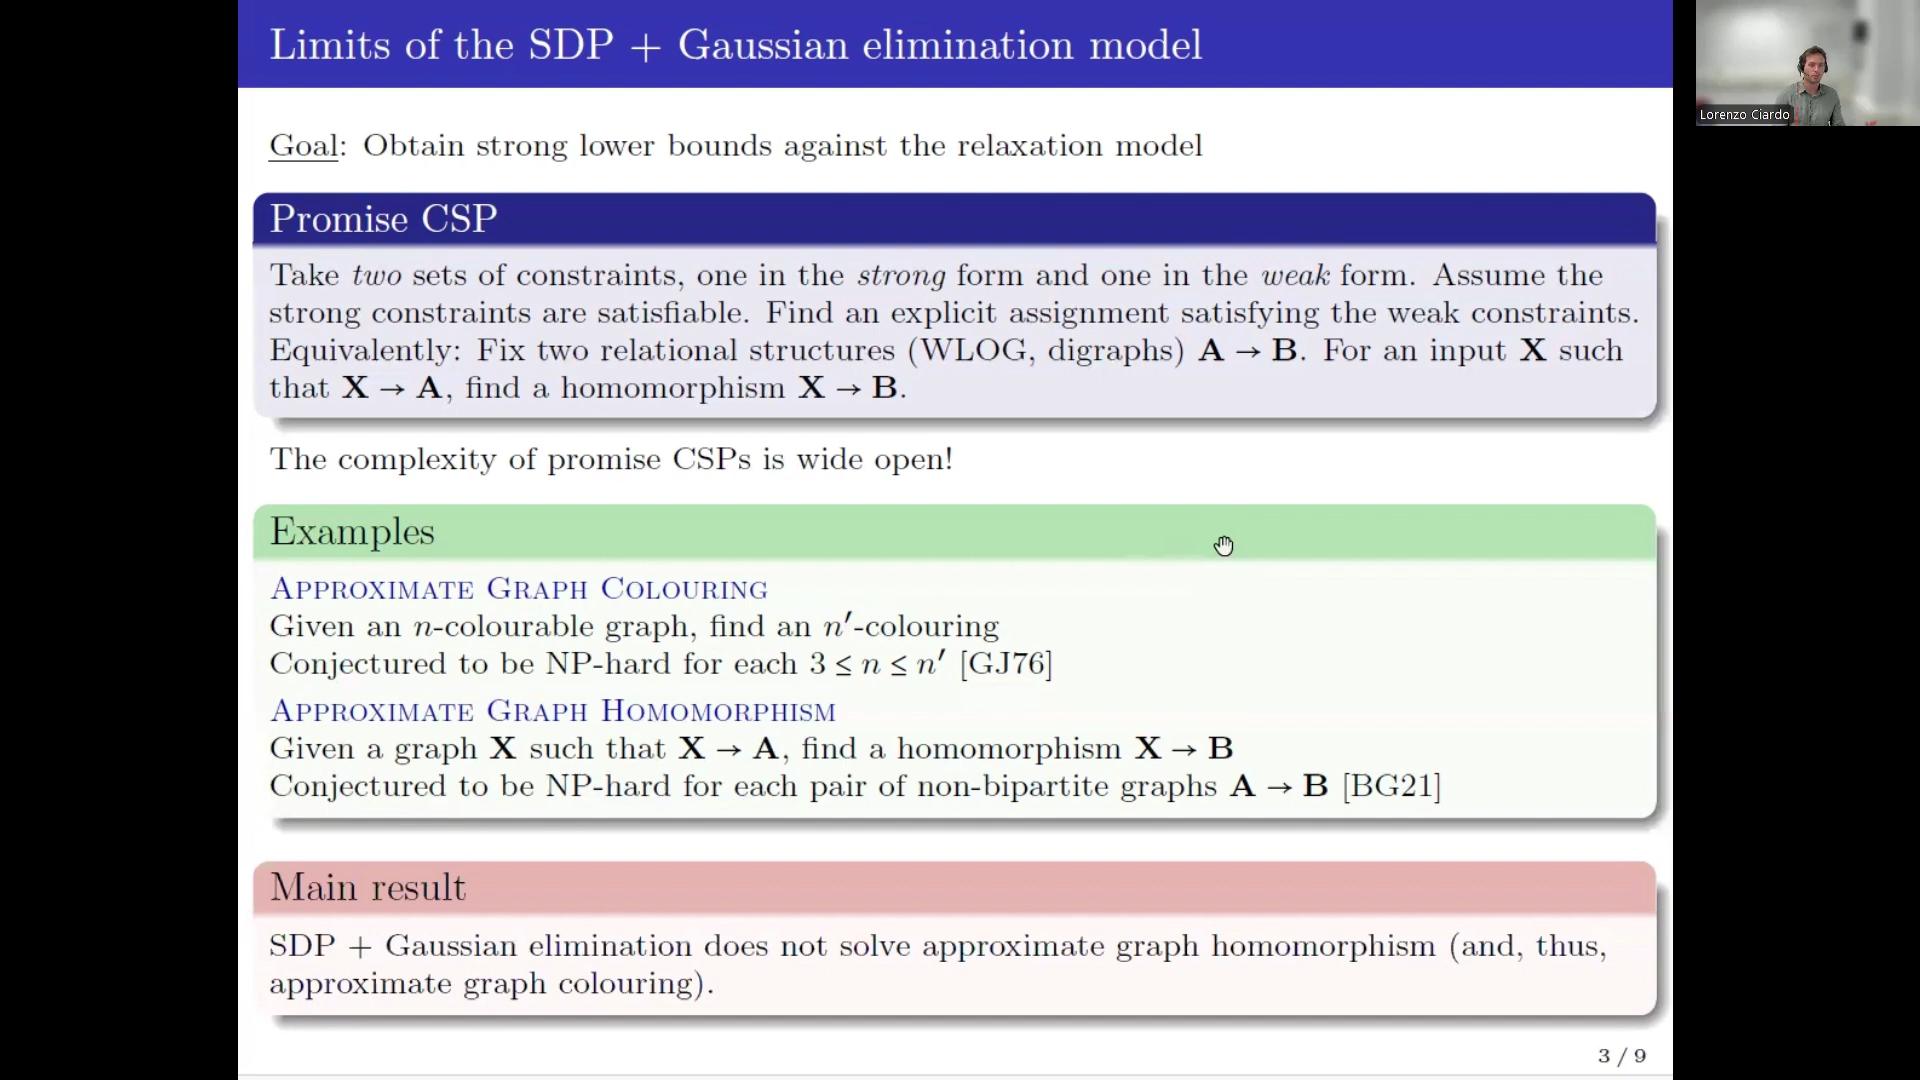 Limits of the SDP + Gaussian elimination model
Lorenzo Ciardo
Goal: Obtain strong lower bounds against the relaxation model
Promise CSP
Take two sets of constraints, one in the strong form and one in the weak form. Assume the
strong constraints are satisfiable. Find an explicit assignment satisfying the weak constraints.
Equivalently: Fix two relational structures (WLOG, digraphs) A → B. For an input X such
that X → A, find a homomorphism X → B.
The complexity of promise CSPs is wide open!
Examples
Approximate Graph Colouring
Given an n-colourable graph, find an n′-colouring
Conjectured to be NP-hard for each 3 ≤ n ≤ n′ [GJ76]
Approximate Graph Homomorphism
Given a graph X such that X → A, find a homomorphism X → B
Conjectured to be NP-hard for each pair of non-bipartite graphs A → B [BG21]
Main result
SDP + Gaussian elimination does not solve approximate graph homomorphism (and, thus,
approximate graph colouring).
3 / 9